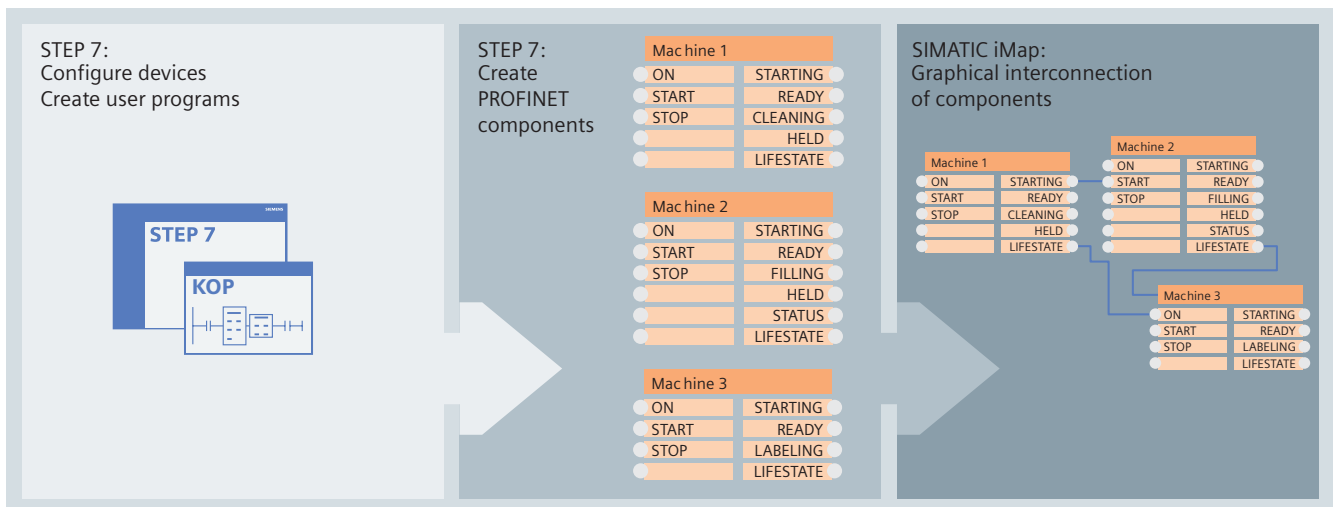 STEP 7:
Configure devices
Create user programs
SIEMENS
STEP 7
KOP
STEP 7:
Create
PROFINET
components
Machine 1
ON STARTING
START READY
STOP CLEANING
HELD
LIFESTATE
Machine 2
ON STARTING
START READY
STOP FILLING
HELD
STATUS
LIFESTATE
Machine 3
ON STARTING
START READY
STOP LABELING
LIFESTATE
SIMATIC iMap:
Graphical interconnection
of components
Machine 1
ON STARTING
START READY
STOP CLEANING
HELD
LIFESTATE
Machine 2
ON STARTING
START READY
STOP FILLING
HELD
STATUS
LIFESTATE
Machine 3
ON STARTING
START READY
STOP LABELING
LIFESTATE